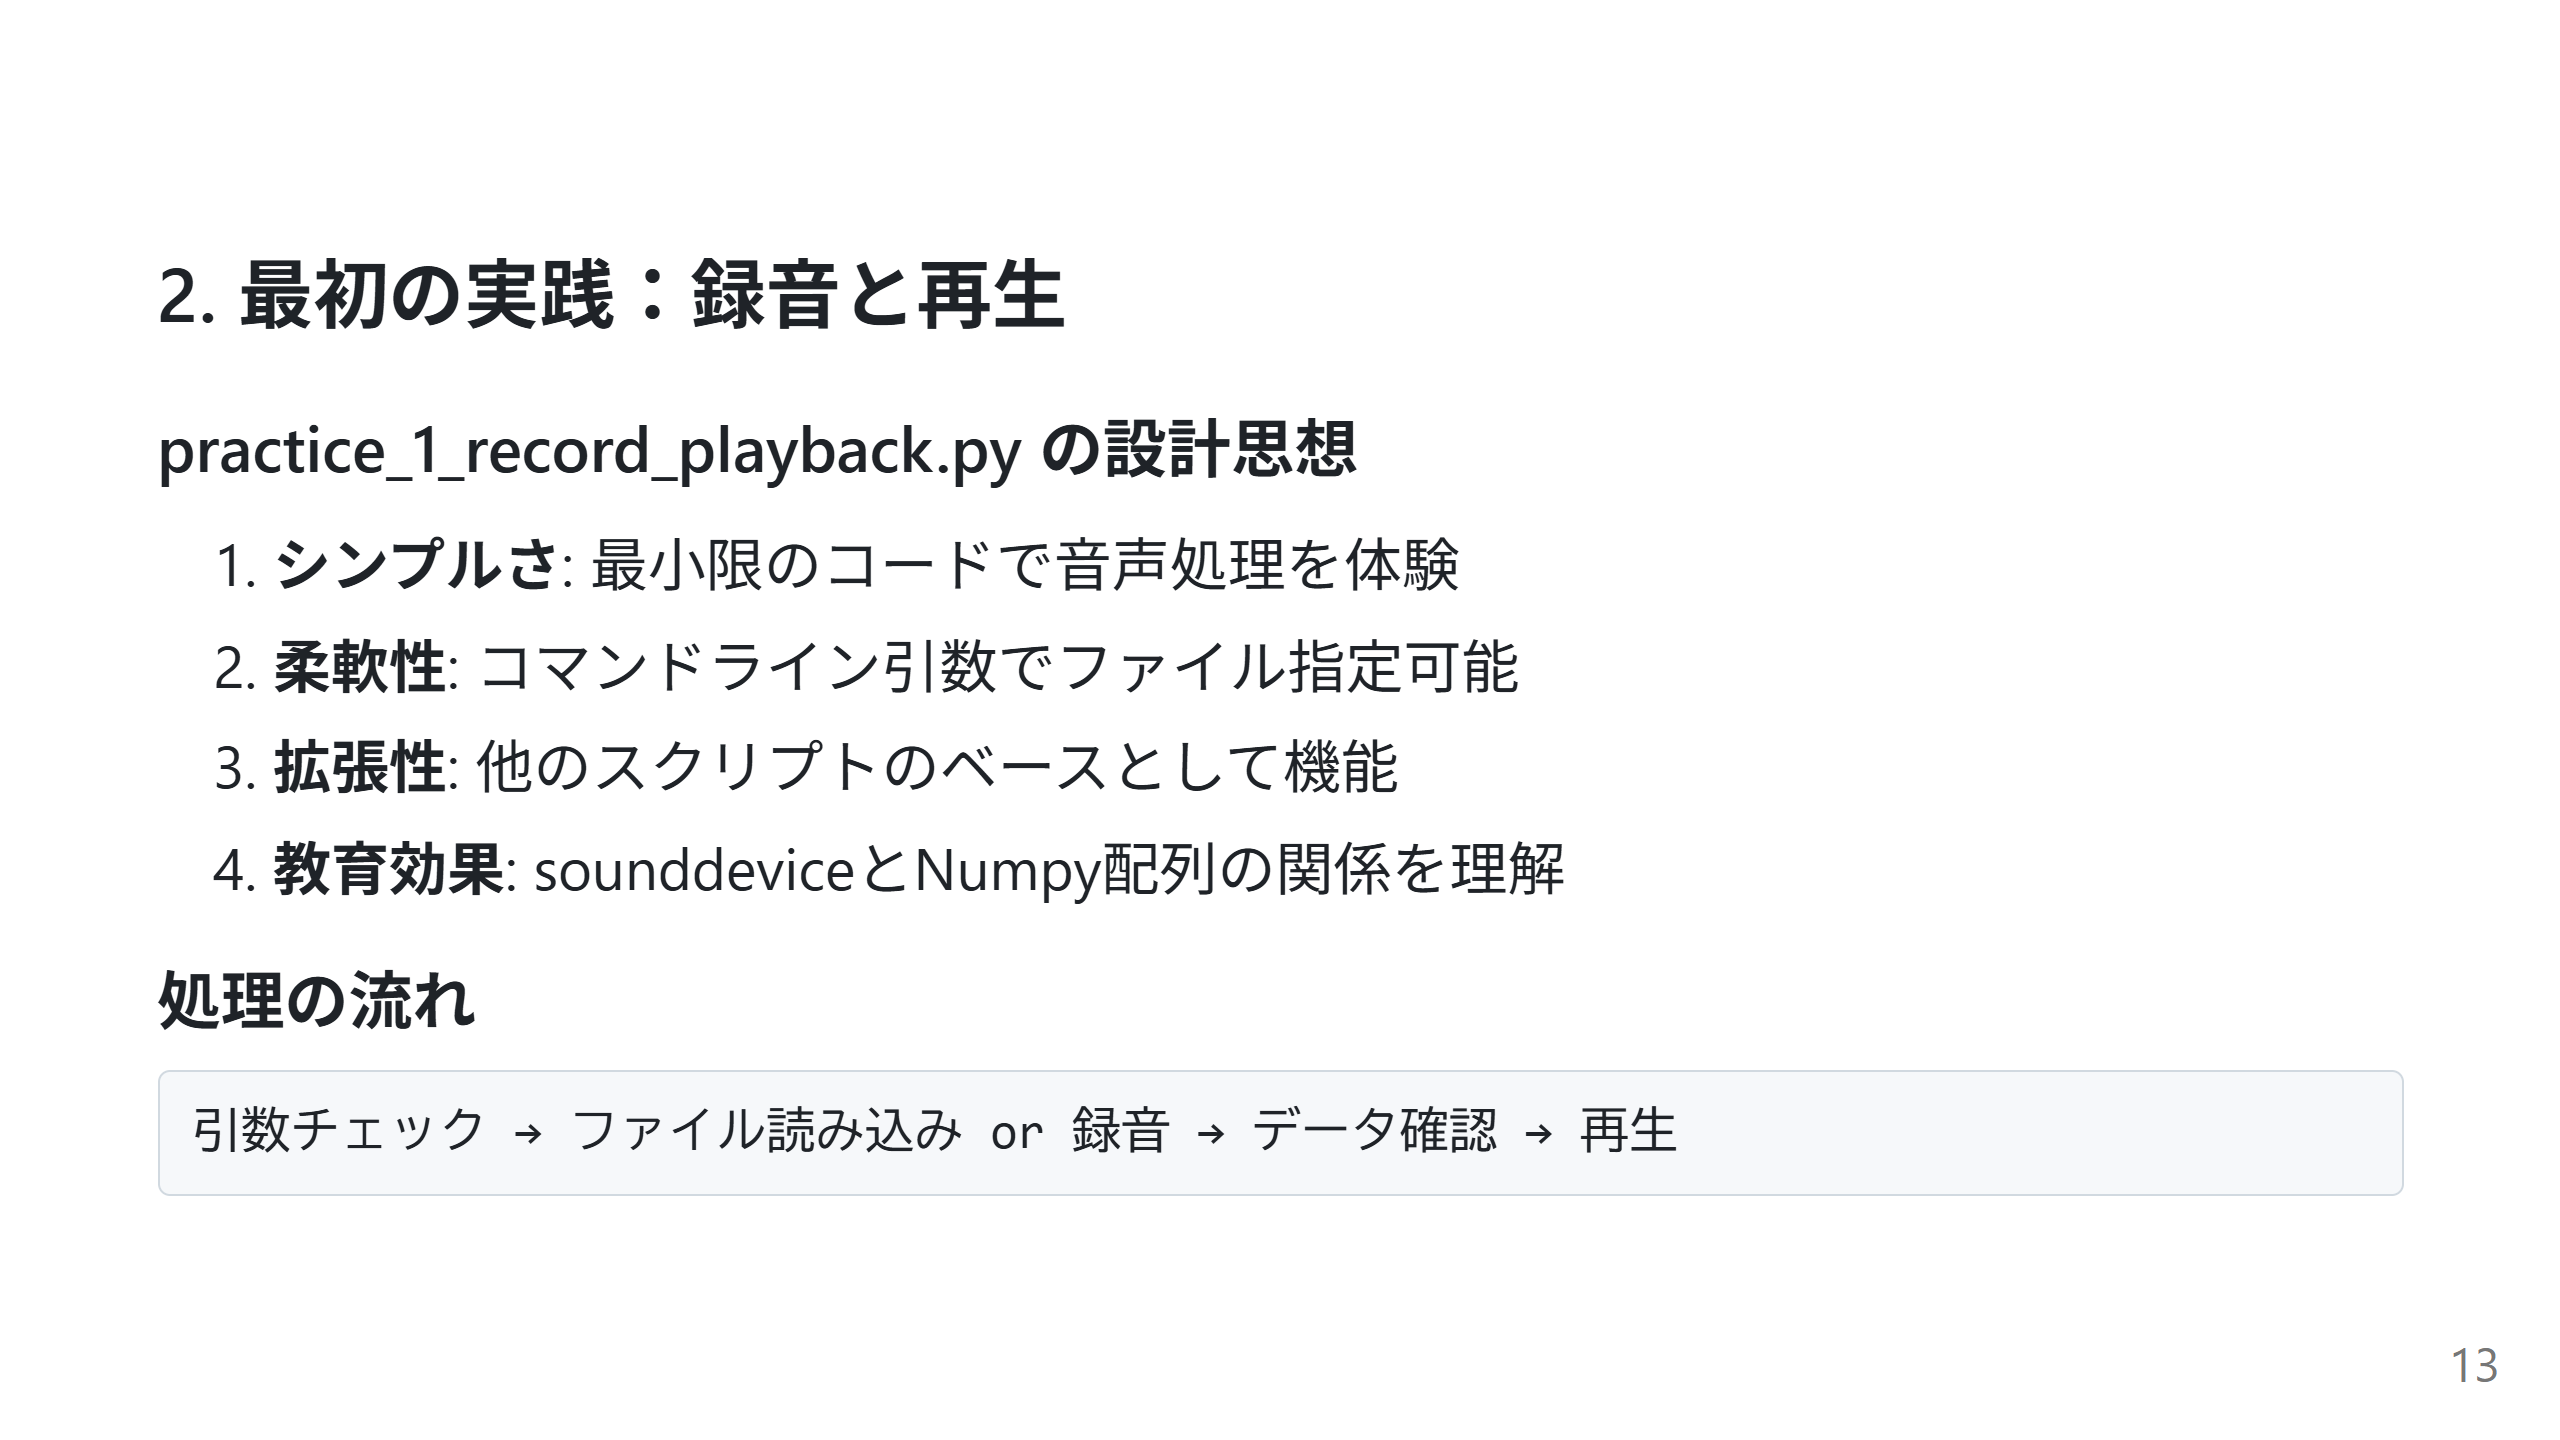 2. 最初の実践：録音と再生
practice_1_record_playback.py の設計思想
1. シンプルさ: 最小限のコードで音声処理を体験
2. 柔軟性: コマンドライン引数でファイル指定可能
3. 拡張性: 他のスクリプトのベースとして機能
4. 教育効果: sounddeviceとNumpy配列の関係を理解
処理の流れ
引数チェック → ファイル読み込み or 録音 → データ確認 → 再生
13